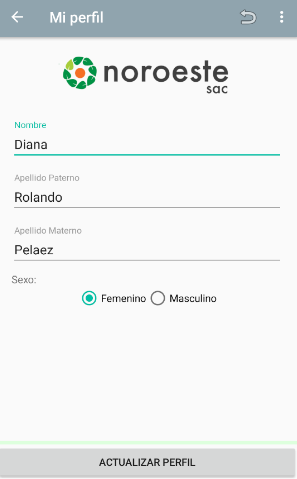 Mi perfil
noroeste
sac
Nombre
Diana
Apellido Paterno
Rolando
Apellido Materno
Pelaez
Sexo:
Femenino Masculino
ACTUALIZAR PERFIL